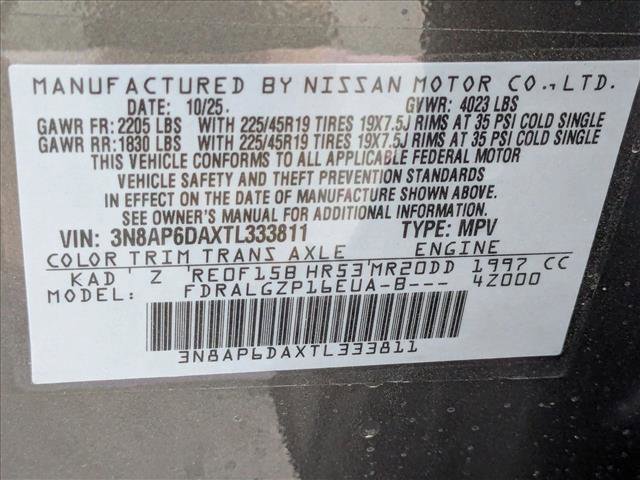 MANUFACTURED BY NISSAN MOTOR CO., LTD.
DATE: 10/25. GVWR: 4023 LBS
GAWR FR: 2205 LBS WITH 225/45R19 TIRES 19X7.5J RIMS AT 35 PSI COLD SINGLE
GAWR RR: 1830 LBS WITH 225/45R19 TIRES 19X7.5J RIMS AT 35 PSI COLD SINGLE
THIS VEHICLE CONFORMS TO ALL APPLICABLE FEDERAL MOTOR
VEHICLE SAFETY AND THEFT PREVENTION STANDARDS
IN EFFECT ON THE DATE OF MANUFACTURE SHOWN ABOVE.
SEE OWNER'S MANUAL FOR ADDITIONAL INFORMATION.
VIN: 3N8AP6DAXTL333811 TYPE: MPV
COLOR TRIM TRANS AXLE ENGINE
KAD Z RE0F15B HR53 MR20DD 1997 CC
MODEL: FDRALGZP16EUA-B--- 4Z000
3N8AP6DAXTL333811